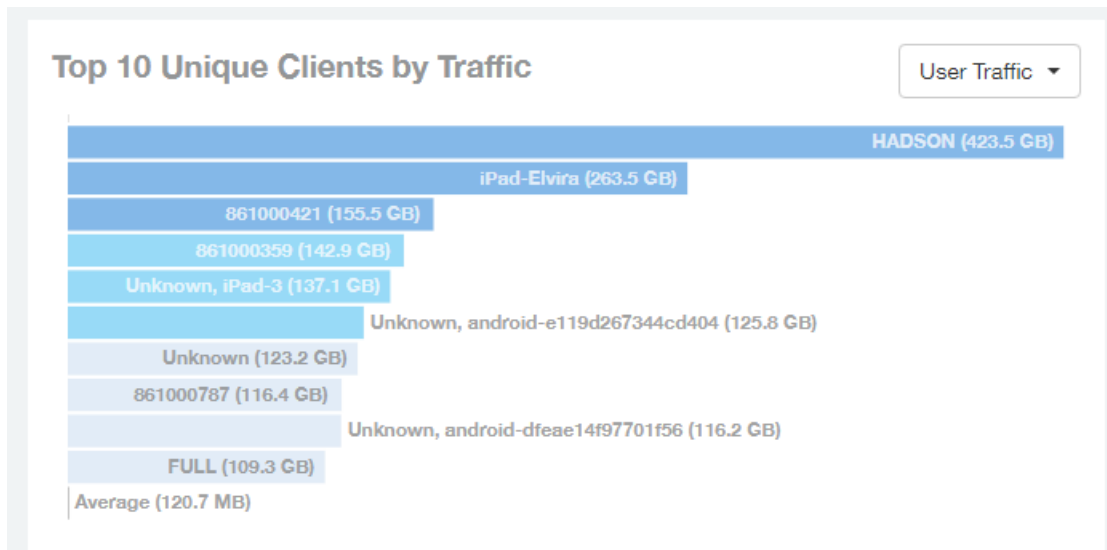 Top 10 Unique Clients by Traffic
User Traffic
HADSON (423.5 GB)
iPad-Elvira (263.5 GB)
861000421 (155.5 GB)
861000359 (142.9 GB)
Unknown, iPad-3 (137.1 GB)
Unknown, android-e119d267344cd404 (125.8 GB)
Unknown (123.2 GB)
861000787 (116.4 GB)
Unknown, android-dfeae14f97701f56 (116.2 GB)
FULL (109.3 GB)
Average (120.7 MB)